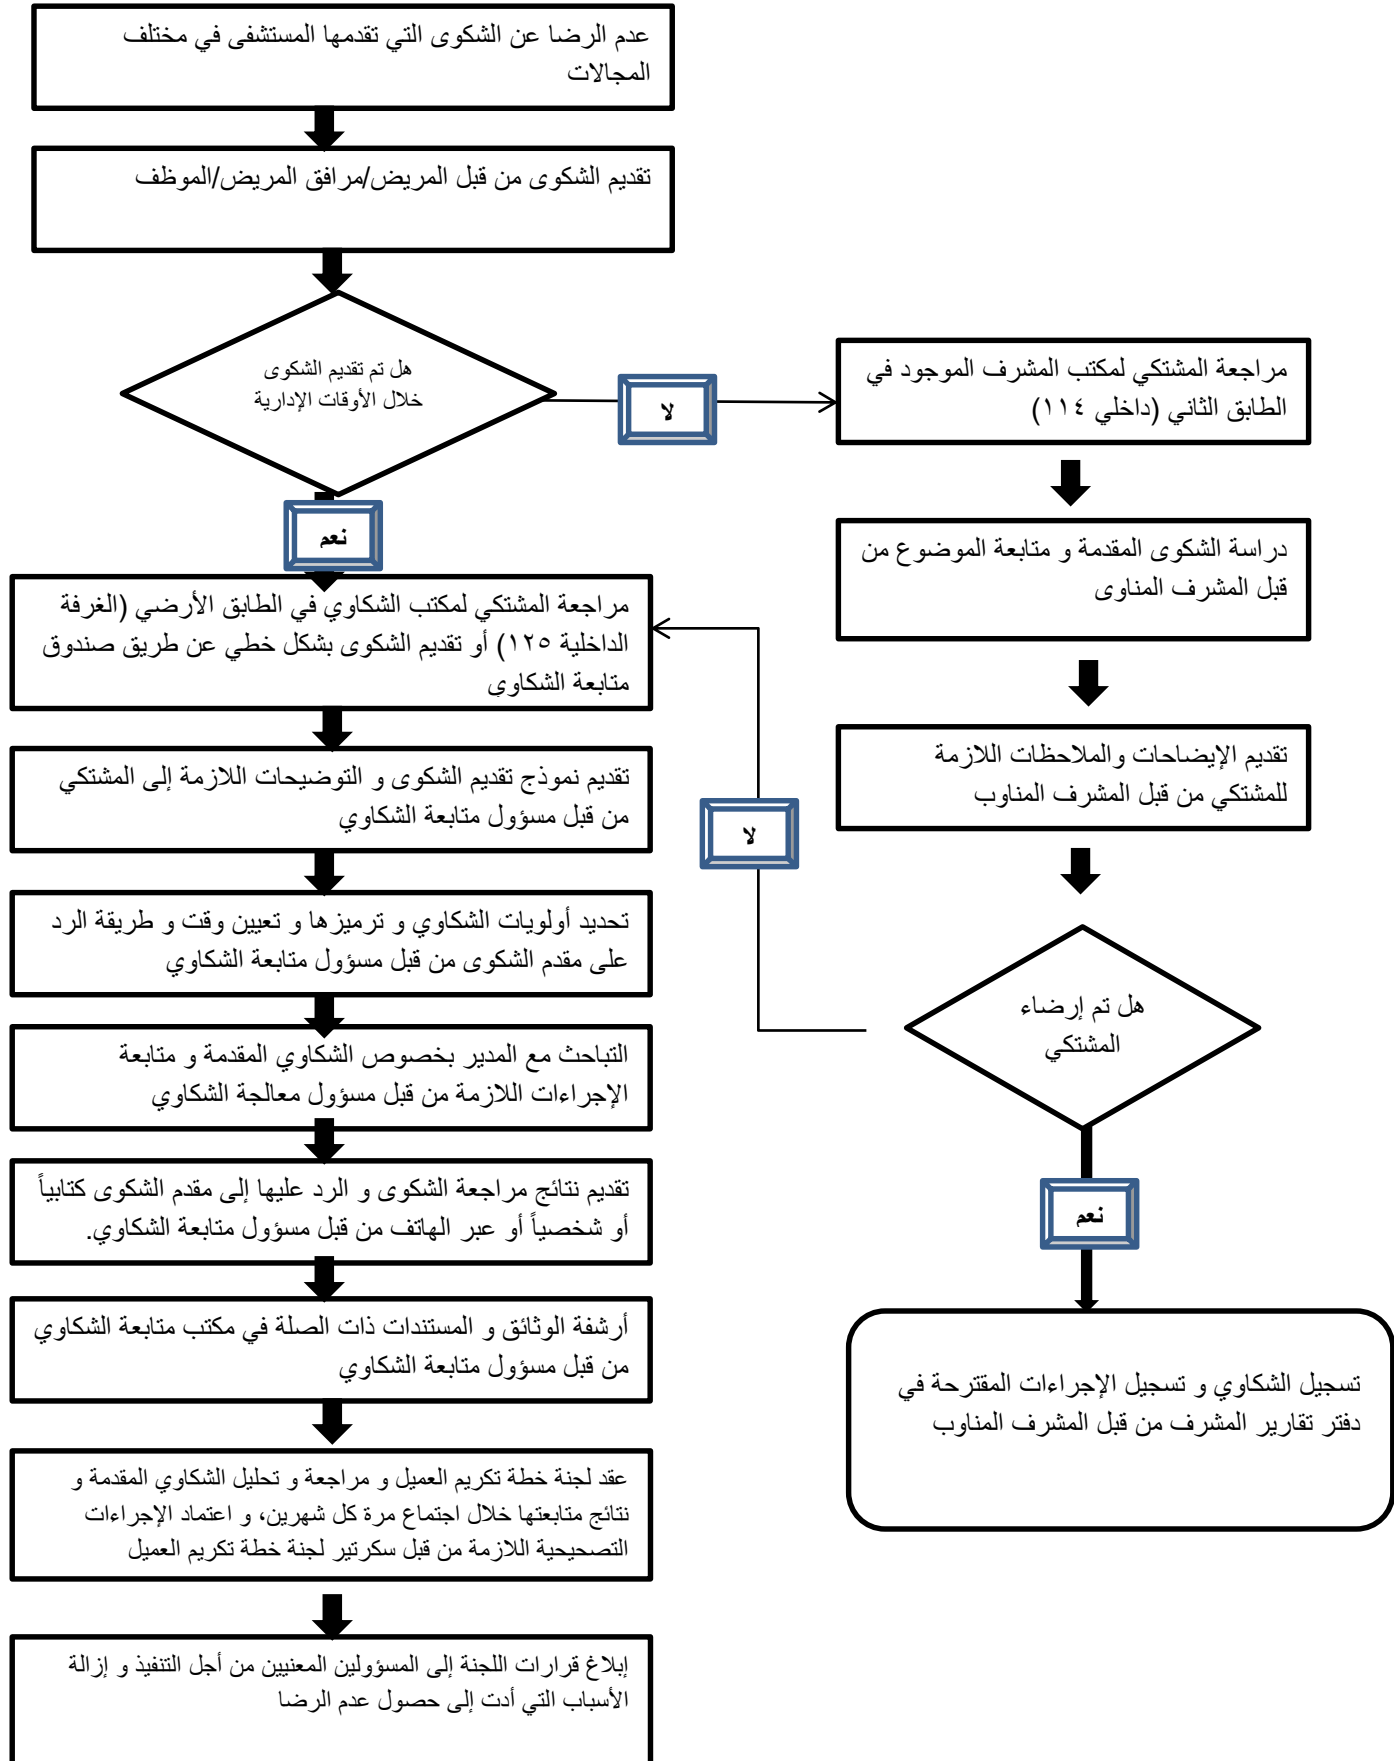 عدم الرضا عن الشكوى التي تقدمها المستشفى في مختلف
المجالات
تقديم الشكوى من قبل المريض/مرافق المريض/الموظف
هل تم تقديم الشكوى
خلال الأوقات الإدارية
لا
نعم
مراجعة المشتكي لمكتب المشرف الموجود في
الطابق الثاني (داخلي ١١٤)
دراسة الشكوى المقدمة و متابعة الموضوع من
قبل المشرف المناوى
تقديم الإيضاحات والملاحظات اللازمة
للمشتكي من قبل المشرف المناوب
هل تم إرضاء
المشتكي
لا
نعم
تسجيل الشكاوي و تسجيل الإجراءات المقترحة في
دفتر تقارير المشرف من قبل المشرف المناوب
مراجعة المشتكي لمكتب الشكاوي في الطابق الأرضي (الغرفة
الداخلية ١٢٥) أو تقديم الشكوى بشكل خطي عن طريق صندوق
متابعة الشكاوي
تقديم نموذج تقديم الشكوى و التوضيحات اللازمة إلى المشتكي
من قبل مسؤول متابعة الشكاوي
تحديد أولويات الشكاوي و ترميزها و تعيين وقت و طريقة الرد
على مقدم الشكوى من قبل مسؤول متابعة الشكاوي
التباحث مع المدير بخصوص الشكاوي المقدمة و متابعة
الإجراءات اللازمة من قبل مسؤول معالجة الشكاوي
تقديم نتائج مراجعة الشكوى و الرد عليها إلى مقدم الشكوى كتابياً
أو شخصياً أو عبر الهاتف من قبل مسؤول متابعة الشكاوي.
أرشفة الوثائق و المستندات ذات الصلة في مكتب متابعة الشكاوي
من قبل مسؤول متابعة الشكاوي
عقد لجنة خطة تكريم العميل و مراجعة و تحليل الشكاوي المقدمة و
نتائج متابعتها خلال اجتماع مرة كل شهرين، و اعتماد الإجراءات
التصحيحية اللازمة من قبل سكرتير لجنة خطة تكريم العميل
إبلاغ قرارات اللجنة إلى المسؤولين المعنيين من أجل التنفيذ و إزالة
الأسباب التي أدت إلى حصول عدم الرضا